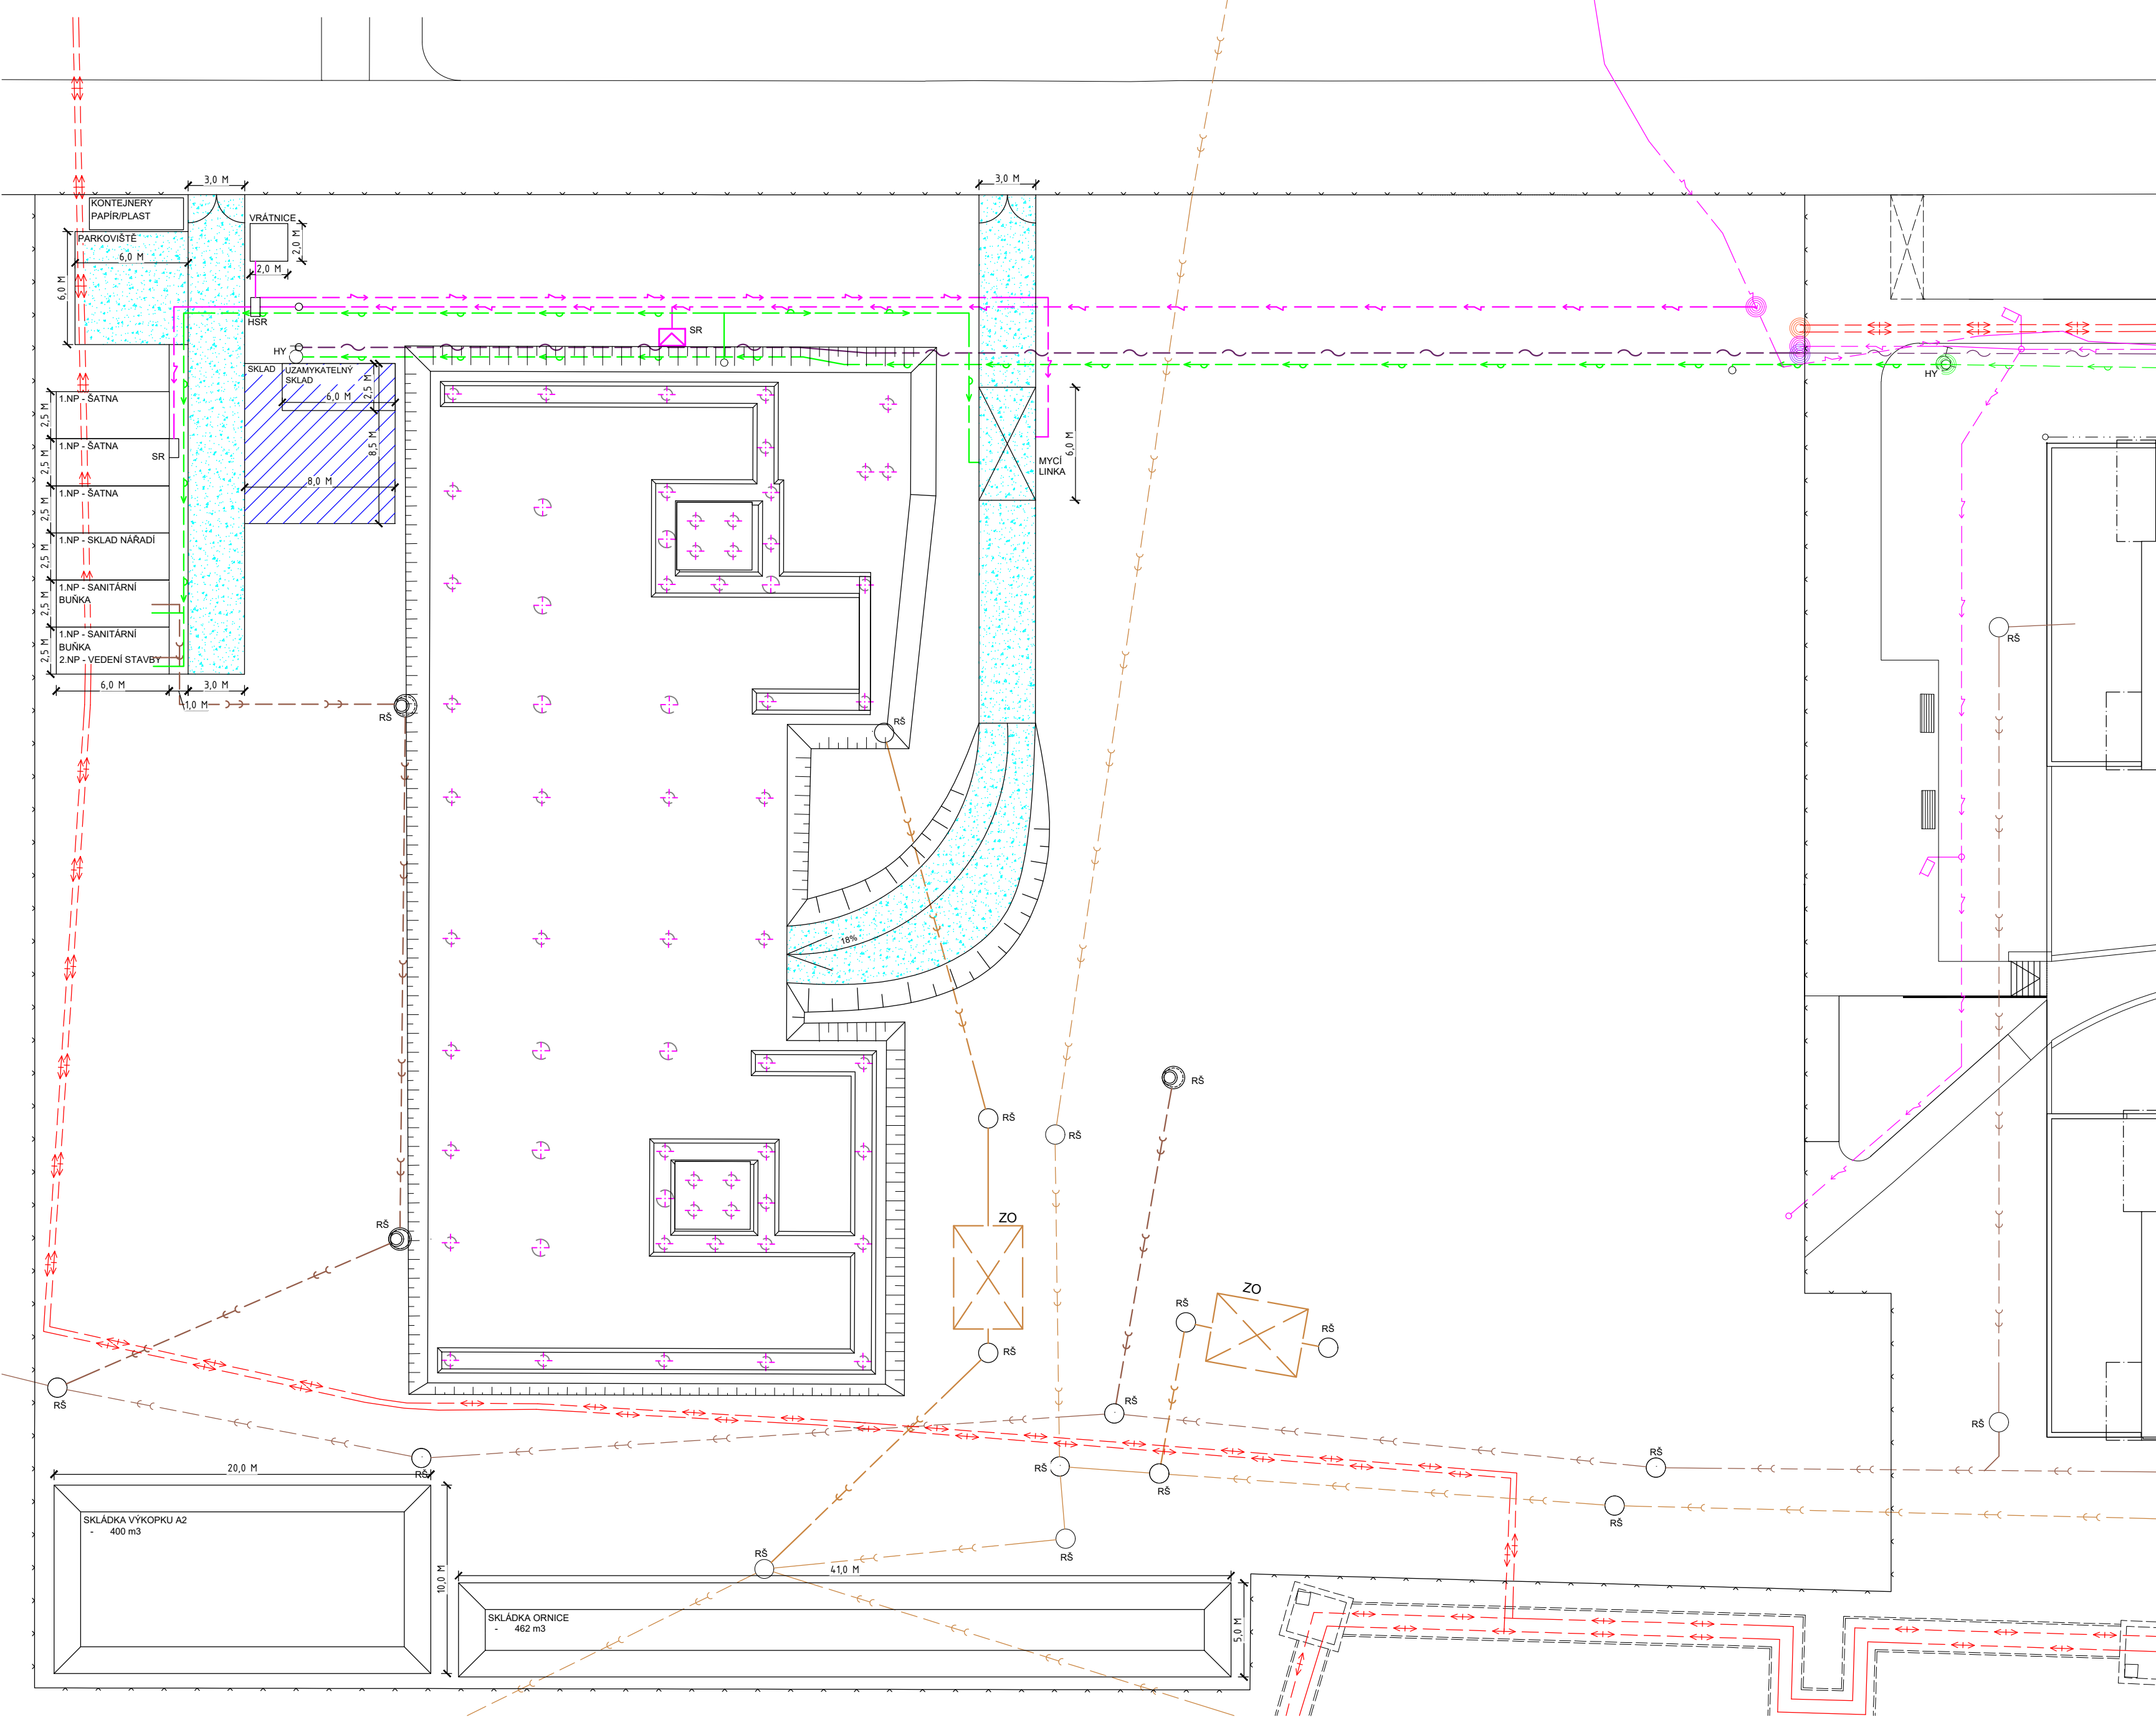 3,0 M
3,0 M
KONTEJNERY
PAPÍR/PLAST
VRÁTNICE
PARKOVIŠTĚ
6,0 M
2,0 M
2,0 M
6,0 M
HSR
SR
HY
HY
SKLAD
UZAMYKATELNÝ
SKLAD
6,0 M
2,5 M
8,5 M
8,0 M
1.NP - ŠATNA
2,5 M
1.NP - ŠATNA
SR
2,5 M
1.NP - ŠATNA
2,5 M
1.NP - SKLAD NÁŘADÍ
2,5 M
1.NP - SANITÁRNÍ
BUŇKA
2,5 M
1.NP - SANITÁRNÍ
BUŇKA
2.NP - VEDENÍ STAVBY
2,5 M
6,0 M
3,0 M
1,0 M
MYCÍ
LINKA
6,0 M
RŠ
RŠ
RŠ
18%
RŠ
RŠ
RŠ
RŠ
ZO
ZO
RŠ
RŠ
RŠ
RŠ
RŠ
RŠ
RŠ
RŠ
RŠ
RŠ
RŠ
RŠ
RŠ
20,0 M
SKLÁDKA VÝKOPKU A2
- 400 m3
10,0 M
41,0 M
SKLÁDKA ORNICE
- 462 m3
5,0 M